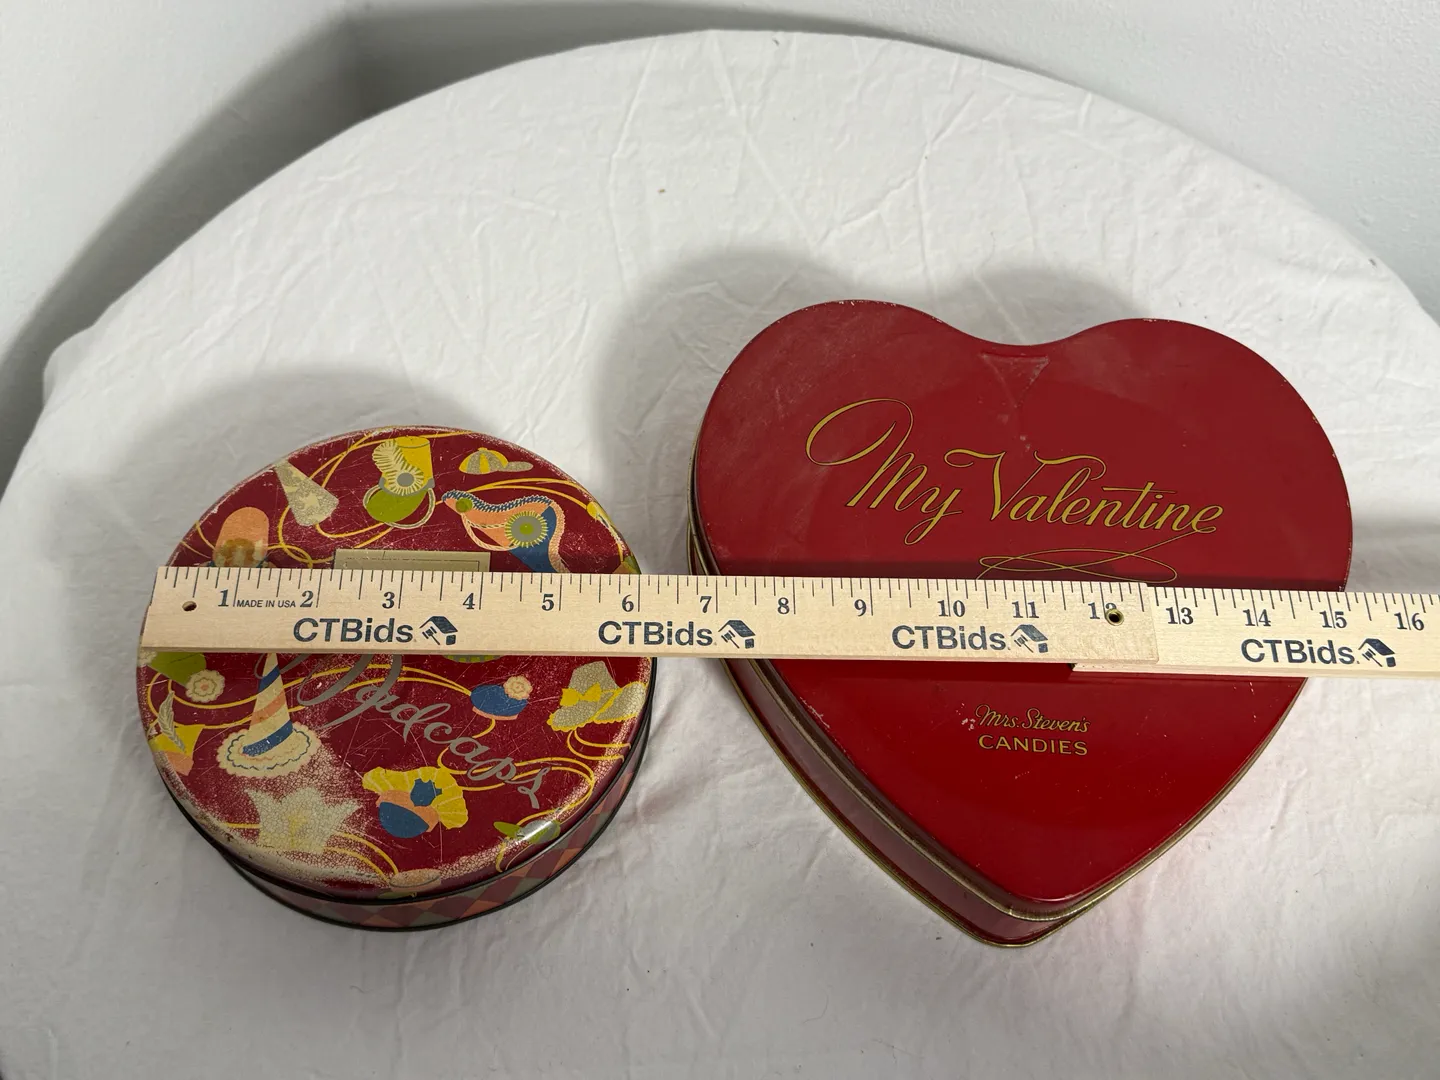 My Valentine
1 MADE IN USA 2 3 4 5 6 7 8 9 10 11 12 13 14 15 16
CTBids CTBids CTBids CTBids
Madcaps
Mrs. Steven's
CANDIES